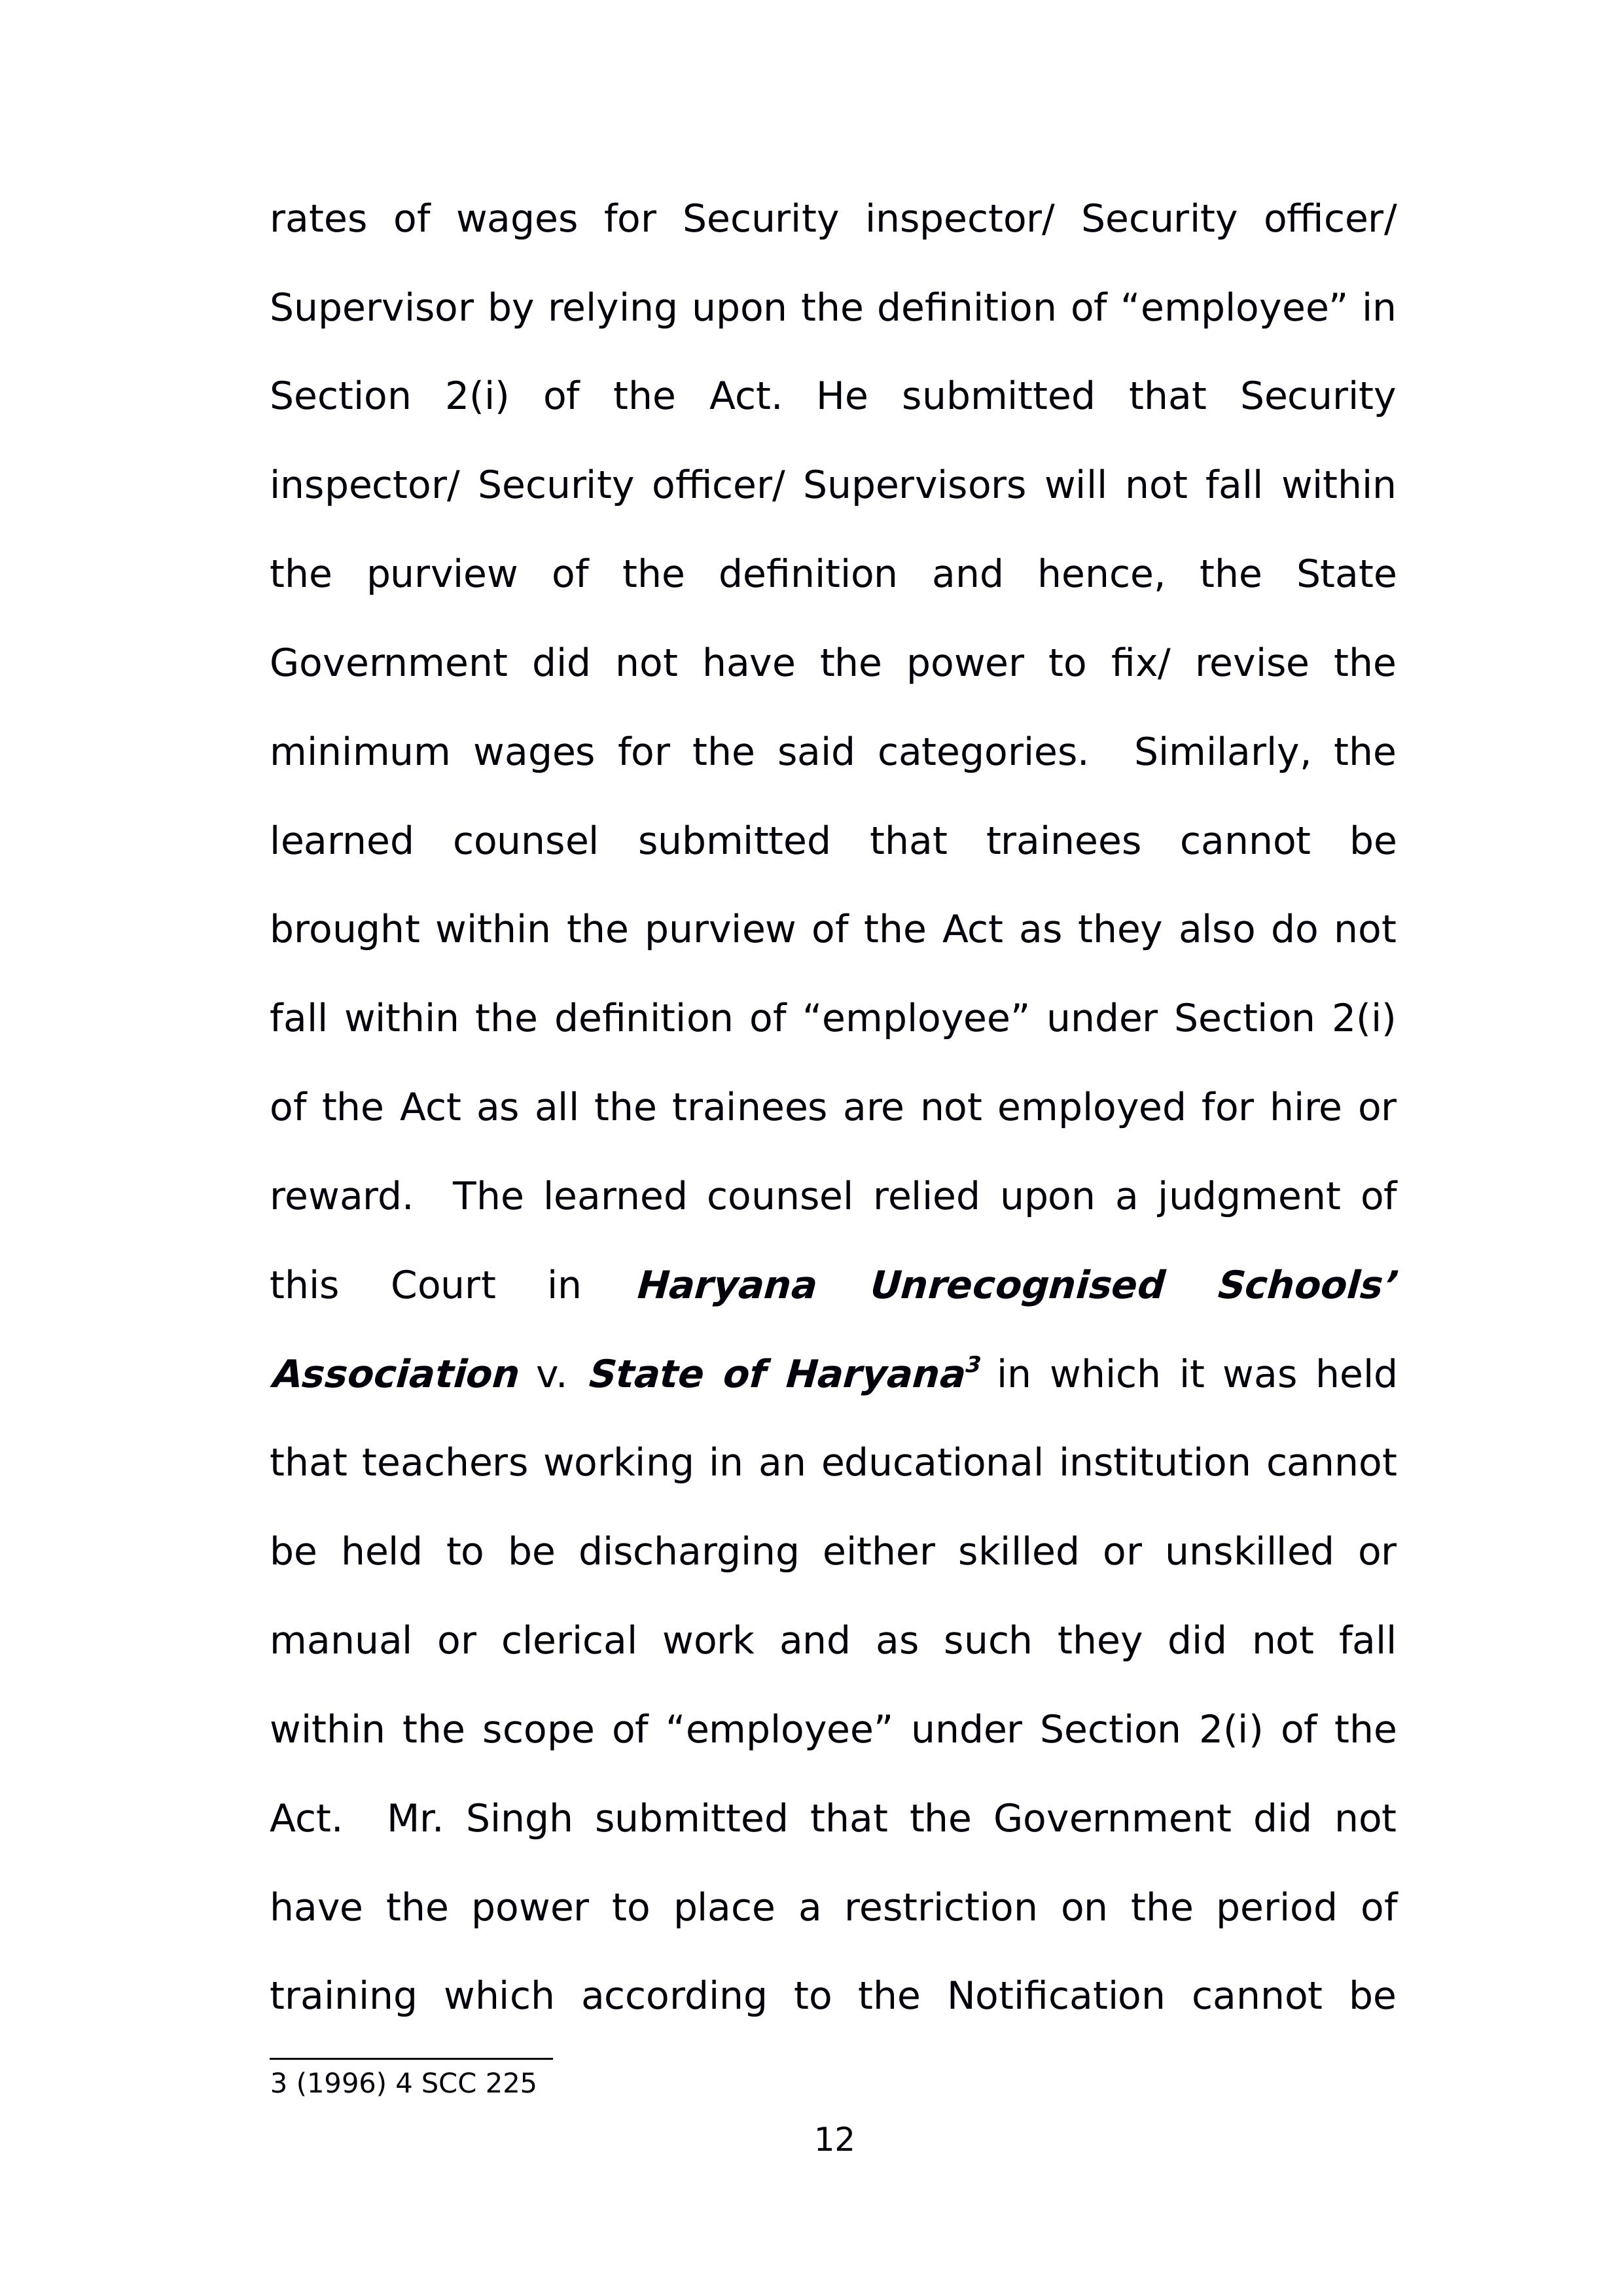 rates of wages for Security inspector/ Security officer/
Supervisor by relying upon the definition of “employee” in
Section 2(i) of the Act. He submitted that Security
inspector/ Security officer/ Supervisors will not fall within
the purview of the definition and hence, the State
Government did not have the power to fix/ revise the
minimum wages for the said categories.  Similarly, the
learned counsel submitted that trainees cannot be
brought within the purview of the Act as they also do not
fall within the definition of “employee” under Section 2(i)
of the Act as all the trainees are not employed for hire or
reward.  The learned counsel relied upon a judgment of
this Court in Haryana Unrecognised Schools’
Association v. State of Haryana3 in which it was held
that teachers working in an educational institution cannot
be held to be discharging either skilled or unskilled or
manual or clerical work and as such they did not fall
within the scope of “employee” under Section 2(i) of the
Act.  Mr. Singh submitted that the Government did not
have the power to place a restriction on the period of
training which according to the Notification cannot be
3 (1996) 4 SCC 225
12